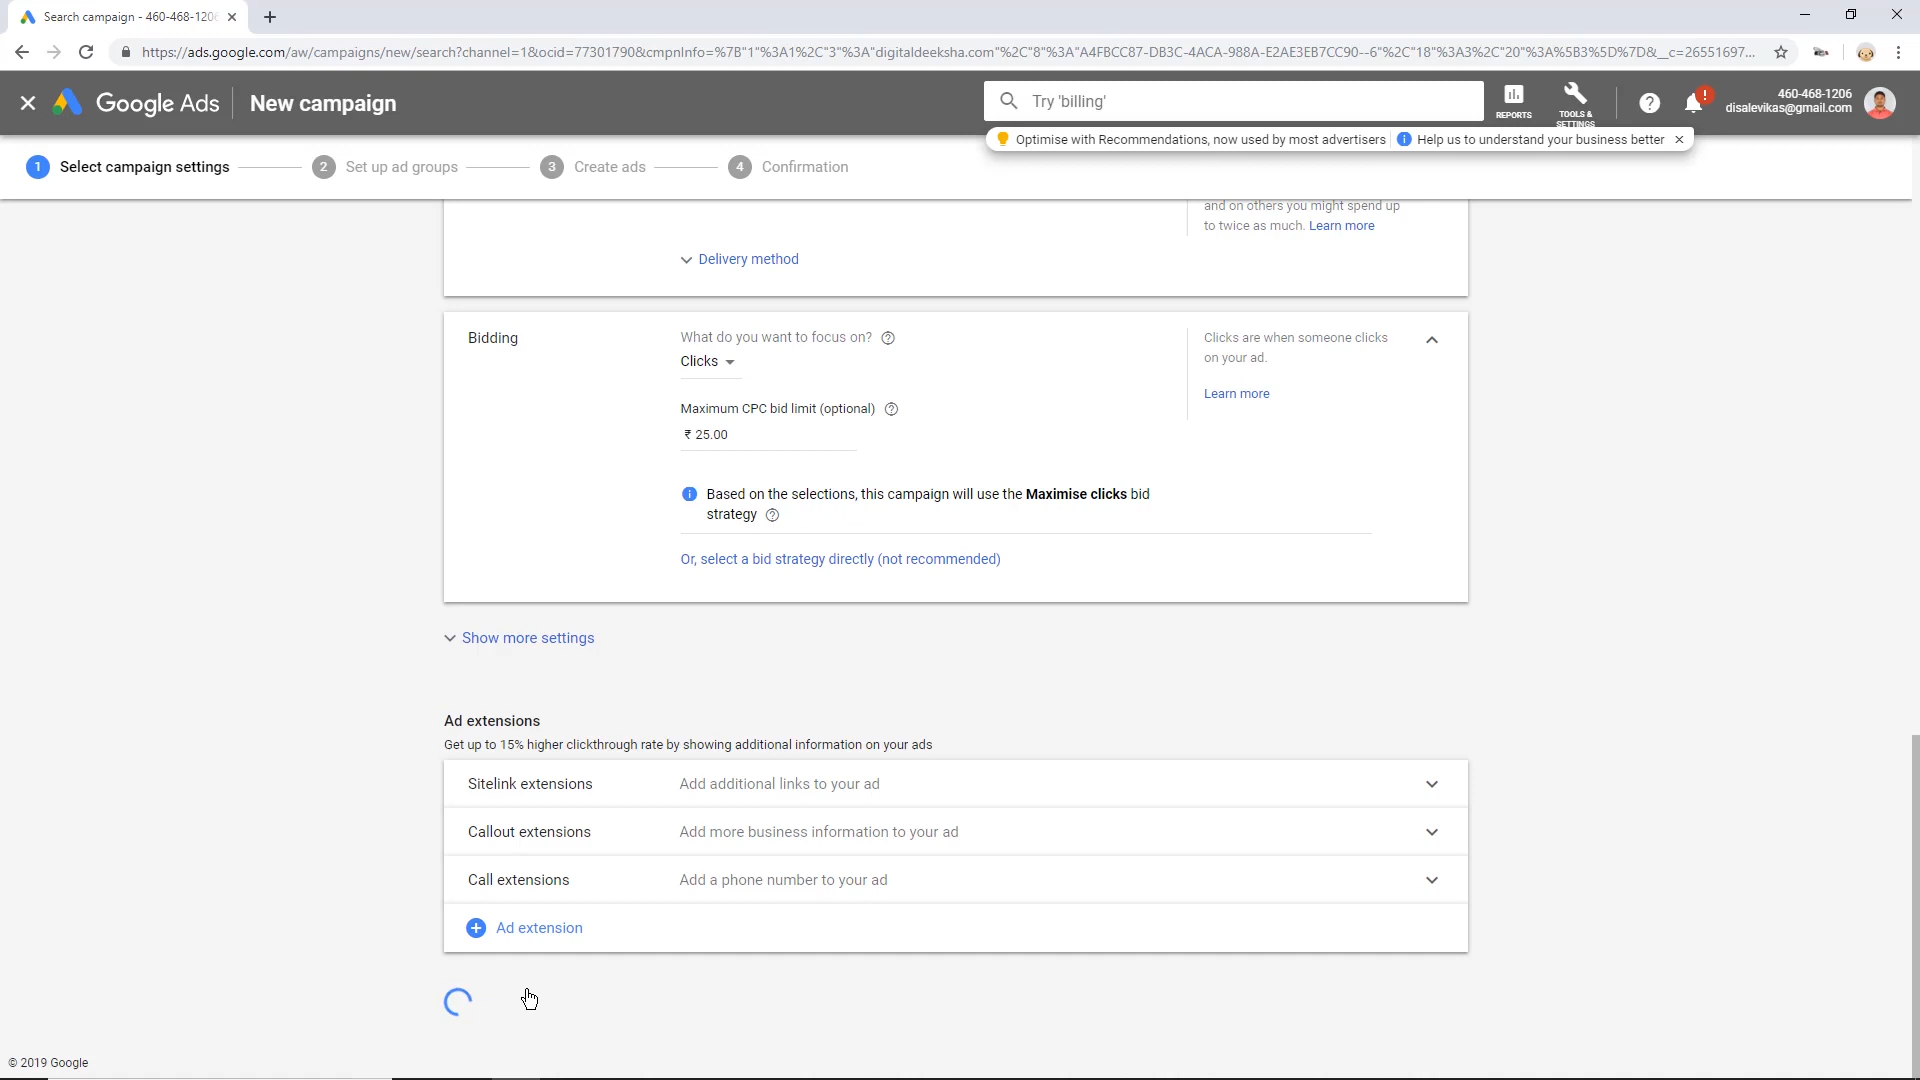 Search campaign - 460-468-120
https://ads.google.com/aw/campaigns/new/search?channel=1&ocid=77301790&cmpnInfo=%7B"1"%3A1%2C"3"%3A"digitaldeeksha.com"%2C"8"%3A"A4FBCC87-DB3C-4ACA-988A-E2AE3EB7CC90--6"%2C"18"%3A3%2C"20"%3A%5B3%5D%7D&__c=26551697...
Google Ads
New campaign
Try 'billing'
REPORTS
TOOLS &
SETTINGS
460-468-1206
disalevikas@gmail.com
Optimise with Recommendations, now used by most advertisers
Help us to understand your business better
1 Select campaign settings
2 Set up ad groups
3 Create ads
4 Confirmation
and on others you might spend up
to twice as much. Learn more
Delivery method
Bidding
What do you want to focus on?
Clicks
Maximum CPC bid limit (optional)
₹ 25.00
Based on the selections, this campaign will use the Maximise clicks bid
strategy
Or, select a bid strategy directly (not recommended)
Clicks are when someone clicks
on your ad.
Learn more
Show more settings
Ad extensions
Get up to 15% higher clickthrough rate by showing additional information on your ads
Sitelink extensions Add additional links to your ad
Callout extensions Add more business information to your ad
Call extensions Add a phone number to your ad
Ad extension
© 2019 Google